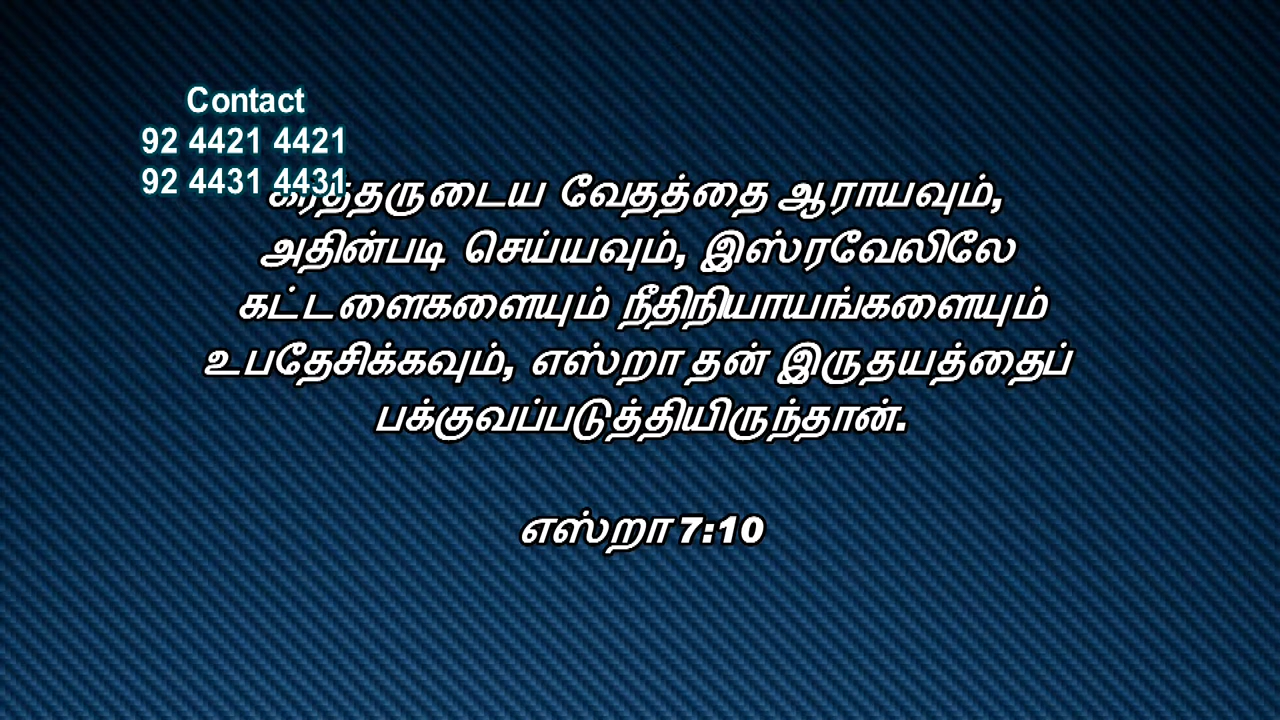 Contact
92 4421 4421
92 4431 4431
கர்த்தருடைய வேதத்தை ஆராயவும்,
அதின்படி செய்யவும், இஸ்ரவேலிலே
கட்டளைகளையும் நீதிநியாயங்களையும்
உபதேசிக்கவும், எஸ்றா தன் இருதயத்தைப்
பக்குவப்படுத்தியிருந்தான்.
எஸ்றா 7:10